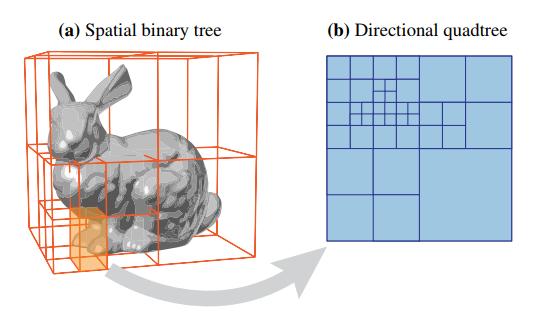 (a) Spatial binary tree
(b) Directional quadtree